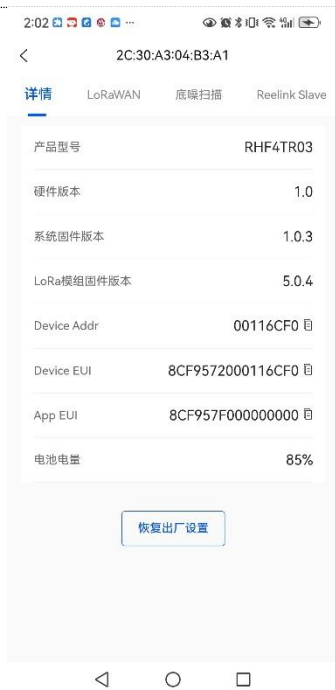 2:02
2C:30:A3:04:B3:A1
详情 LoRaWAN 底噪扫描 Reelink Slave
产品型号 RHF4TR03
硬件版本 1.0
系统固件版本 1.0.3
LoRa模组固件版本 5.0.4
Device Addr 00116CF0
Device EUI 8CF9572000116CF0
App EUI 8CF957F000000000
电池电量 85%
恢复出厂设置